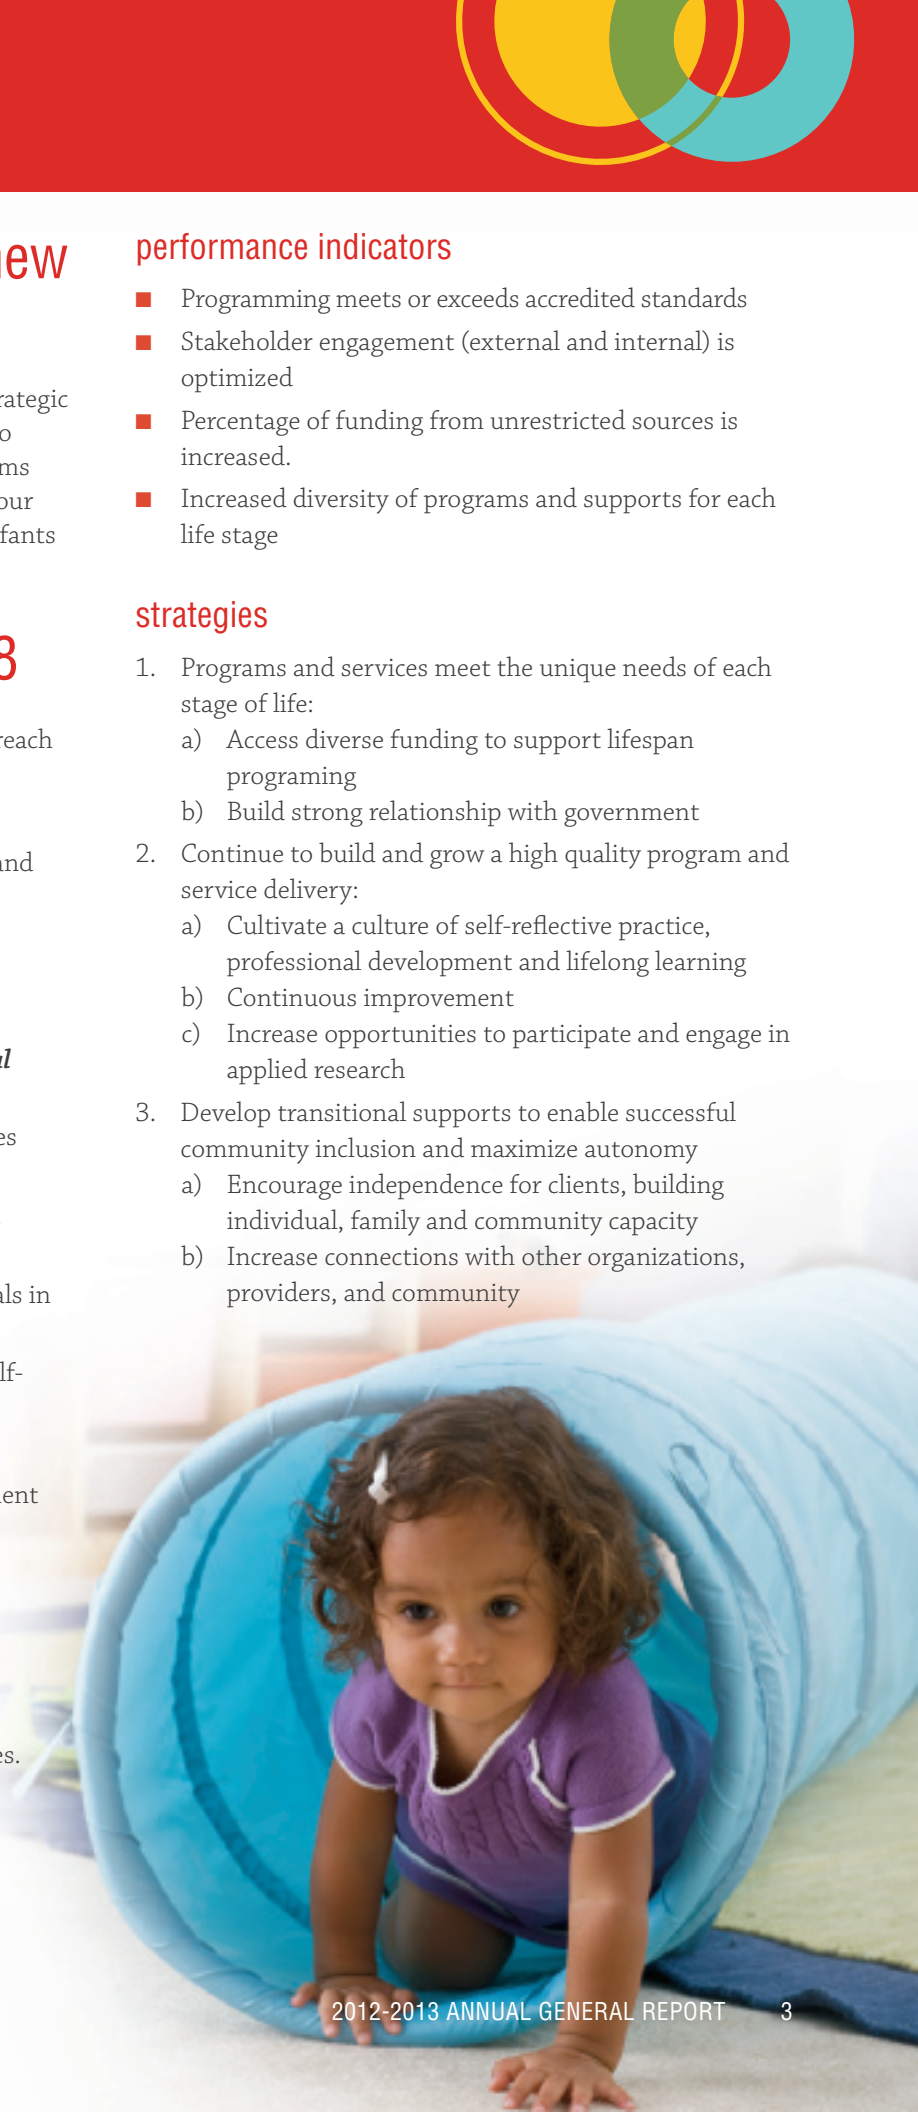 performance indicators
■ Programming meets or exceeds accredited standards
■ Stakeholder engagement (external and internal) is
optimized
■ Percentage of funding from unrestricted sources is
increased.
■ Increased diversity of programs and supports for each
life stage
strategies
1. Programs and services meet the unique needs of each
stage of life:
a) Access diverse funding to support lifespan
programing
b) Build strong relationship with government
2. Continue to build and grow a high quality program and
service delivery:
a) Cultivate a culture of self-reflective practice,
professional development and lifelong learning
b) Continuous improvement
c) Increase opportunities to participate and engage in
applied research
3. Develop transitional supports to enable successful
community inclusion and maximize autonomy
a) Encourage independence for clients, building
individual, family and community capacity
b) Increase connections with other organizations,
providers, and community
2012-2013 ANNUAL GENERAL REPORT 3